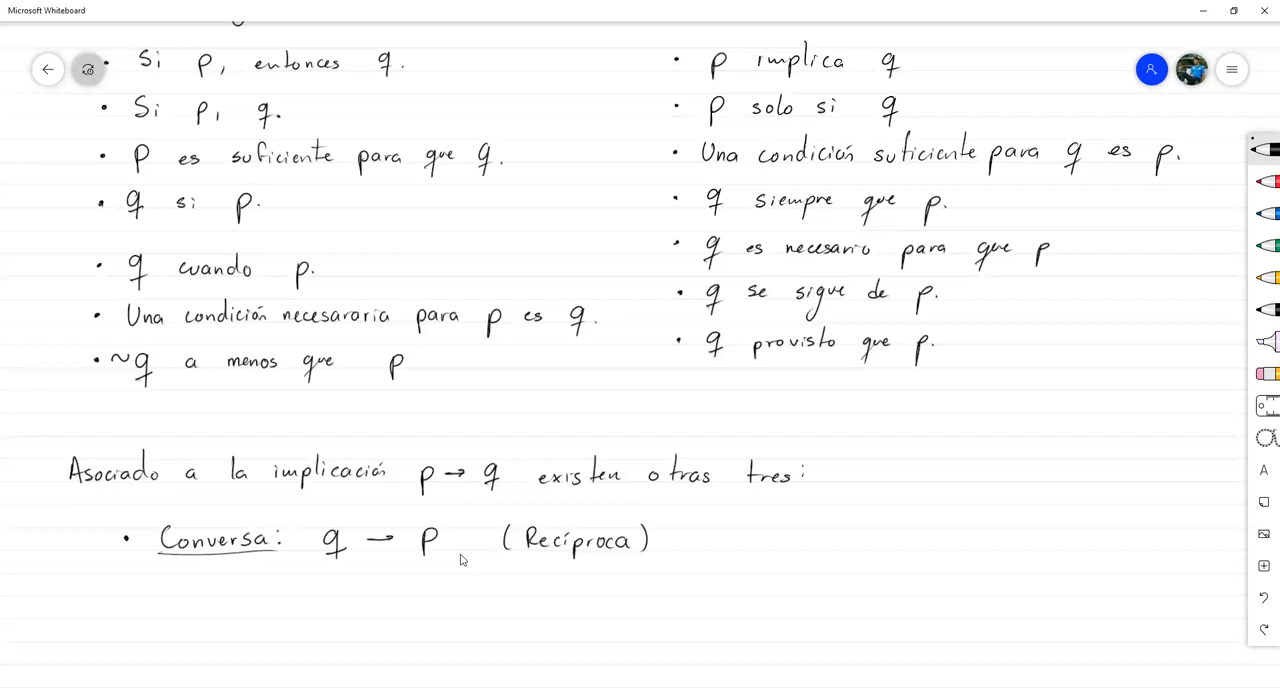 Microsoft Whiteboard
• Si p, entonces q.
• Si p, q.
• p es suficiente para que q.
• q si p.
• q cuando p.
• Una condición necesararia para p es q.
• ~q a menos que p
• p implica q
• p solo si q
• Una condición suficiente para q es p.
• q siempre que p.
• q es necesario para que p
• q se sigue de p.
• q provisto que p.
Asociado a la implicación p → q existen otras tres:
• Conversa: q → p (Recíproca)
A